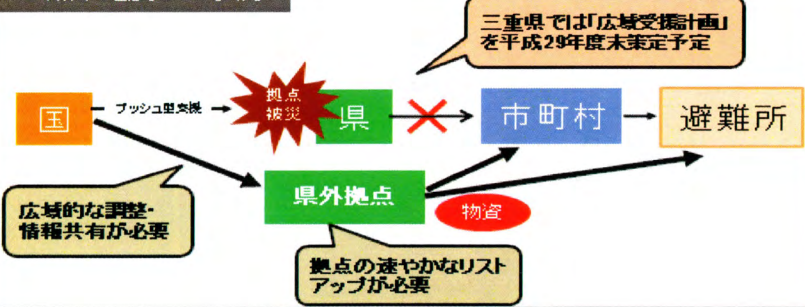 三重県では「広域受援計画」
を平成29年度末策定予定
国
プッシュ型支援
拠点
被災
県
市町村
避難所
県外拠点
物資
広域的な調整・
情報共有が必要
拠点の速やかなリスト
アップが必要